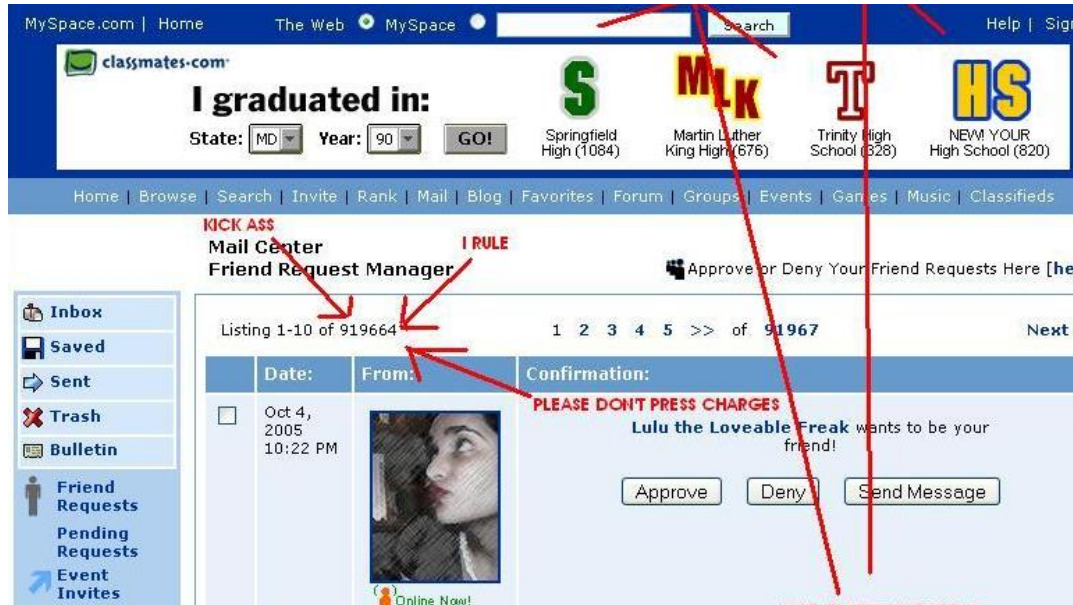 MySpace.com | Home The Web MySpace Search Help |
classmates.com
I graduated in:
State: MD Year: 90 GO!
S
Springfield
High (1084)
MLK
Martin Luther
King High (676)
T
Trinity High
School (328)
HS
NEW! YOUR
High School (820)
Home | Browse | Search | Invite | Rank | Mail | Blog | Favorites | Forum | Groups | Events | Games | Music | Classifieds
KICK ASS
I RULE
Mail Center
Friend Request Manager
Approve or Deny Your Friend Requests Here [he
Inbox
Saved
Sent
Trash
Bulletin
Friend
Requests
Pending
Requests
Event
Invites
Listing 1-10 of 919664
1 2 3 4 5 >> of 91967
Next
Date: From: Confirmation:
PLEASE DON'T PRESS CHARGES
Oct 4,
2005
10:22 PM
Lulu the Loveable Freak wants to be your
friend!
Approve Deny Send Message
Online Now!